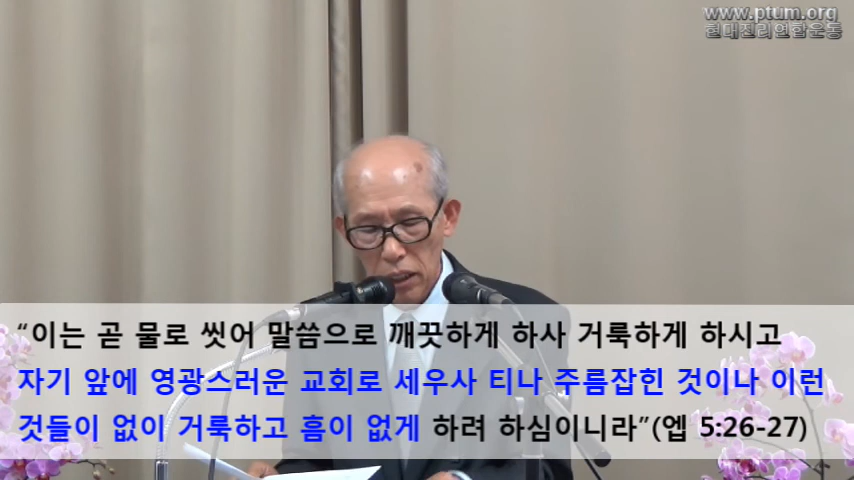 www.ptum.org
현대진리연합운동
“이는 곧 물로 씻어 말씀으로 깨끗하게 하사 거룩하게 하시고
자기 앞에 영광스러운 교회로 세우사 티나 주름잡힌 것이나 이런
것들이 없이 거룩하고 흠이 없게 하려 하심이니라”(엡 5:26-27)